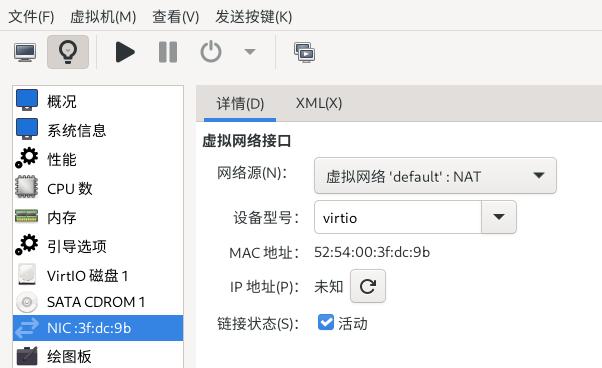 文件(F) 虚拟机(M) 查看(V) 发送按键(K)
概况
系统信息
性能
CPU 数
内存
引导选项
VirtIO 磁盘 1
SATA CDROM 1
NIC :3f:dc:9b
绘图板
详情(D) XML(X)
虚拟网络接口
网络源(N)： 虚拟网络 'default' : NAT
设备型号： virtio
MAC 地址： 52:54:00:3f:dc:9b
IP 地址(P)： 未知
链接状态(S)： 活动